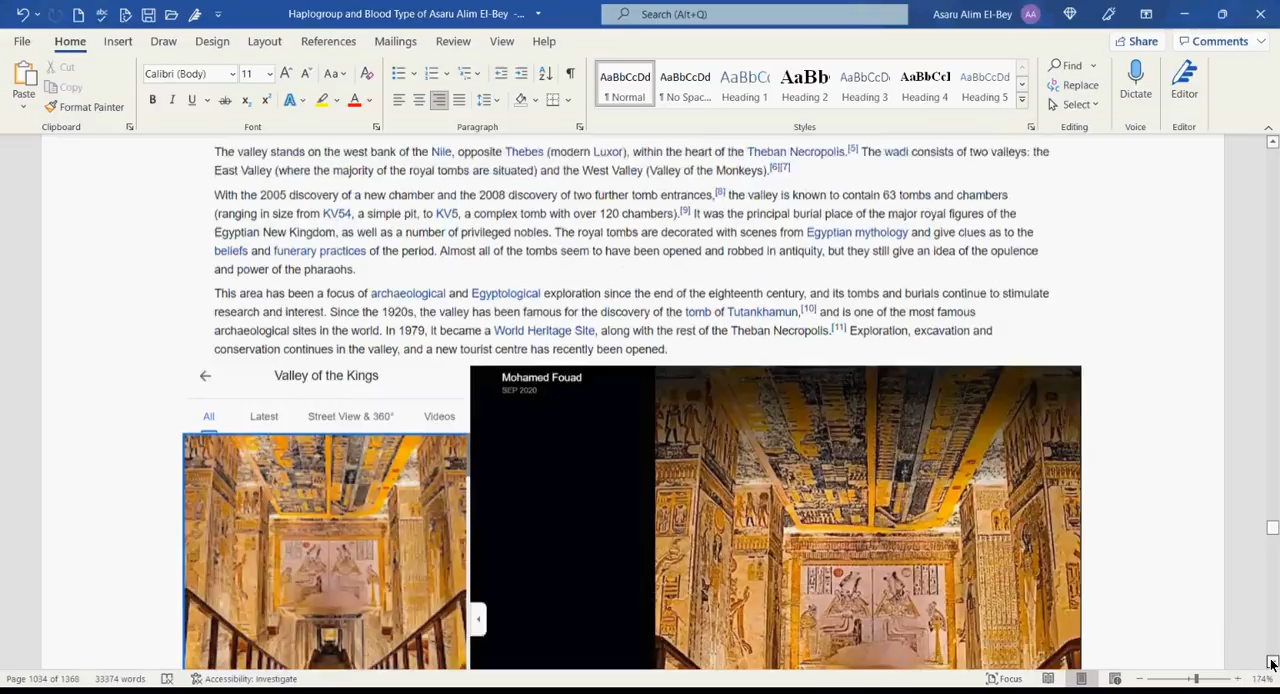 Haplogroup and Blood Type of Asaru Alim El-Bey -...
Search (Alt+Q)
Asaru Alim El-Bey
AA
File Home Insert Draw Design Layout References Mailings Review View Help
Share Comments
Paste
Cut
Copy
Format Painter
Calibri (Body) 11
AaBbCcDd AaBbCcDd AaBbC AaBb AaBbCcDd AaBbCcI AaBbCcDd
¶ Normal ¶ No Spac... Heading 1 Heading 2 Heading 3 Heading 4 Heading 5
Find
Replace
Select
Dictate
Editor
Clipboard Font Paragraph Styles Editing Voice Editor
The valley stands on the west bank of the Nile, opposite Thebes (modern Luxor), within the heart of the Theban Necropolis.[5] The wadi consists of two valleys: the
East Valley (where the majority of the royal tombs are situated) and the West Valley (Valley of the Monkeys).[6][7]
With the 2005 discovery of a new chamber and the 2008 discovery of two further tomb entrances,[8] the valley is known to contain 63 tombs and chambers
(ranging in size from KV54, a simple pit, to KV5, a complex tomb with over 120 chambers).[9] It was the principal burial place of the major royal figures of the
Egyptian New Kingdom, as well as a number of privileged nobles. The royal tombs are decorated with scenes from Egyptian mythology and give clues as to the
beliefs and funerary practices of the period. Almost all of the tombs seem to have been opened and robbed in antiquity, but they still give an idea of the opulence
and power of the pharaohs.
This area has been a focus of archaeological and Egyptological exploration since the end of the eighteenth century, and its tombs and burials continue to stimulate
research and interest. Since the 1920s, the valley has been famous for the discovery of the tomb of Tutankhamun,[10] and is one of the most famous
archaeological sites in the world. In 1979, it became a World Heritage Site, along with the rest of the Theban Necropolis.[11] Exploration, excavation and
conservation continues in the valley, and a new tourist centre has recently been opened.
Valley of the Kings
All Latest Street View & 360° Videos
Mohamed Fouad
SEP 2020
Page 1034 of 1368 33374 words Accessibility: Investigate Focus 174%